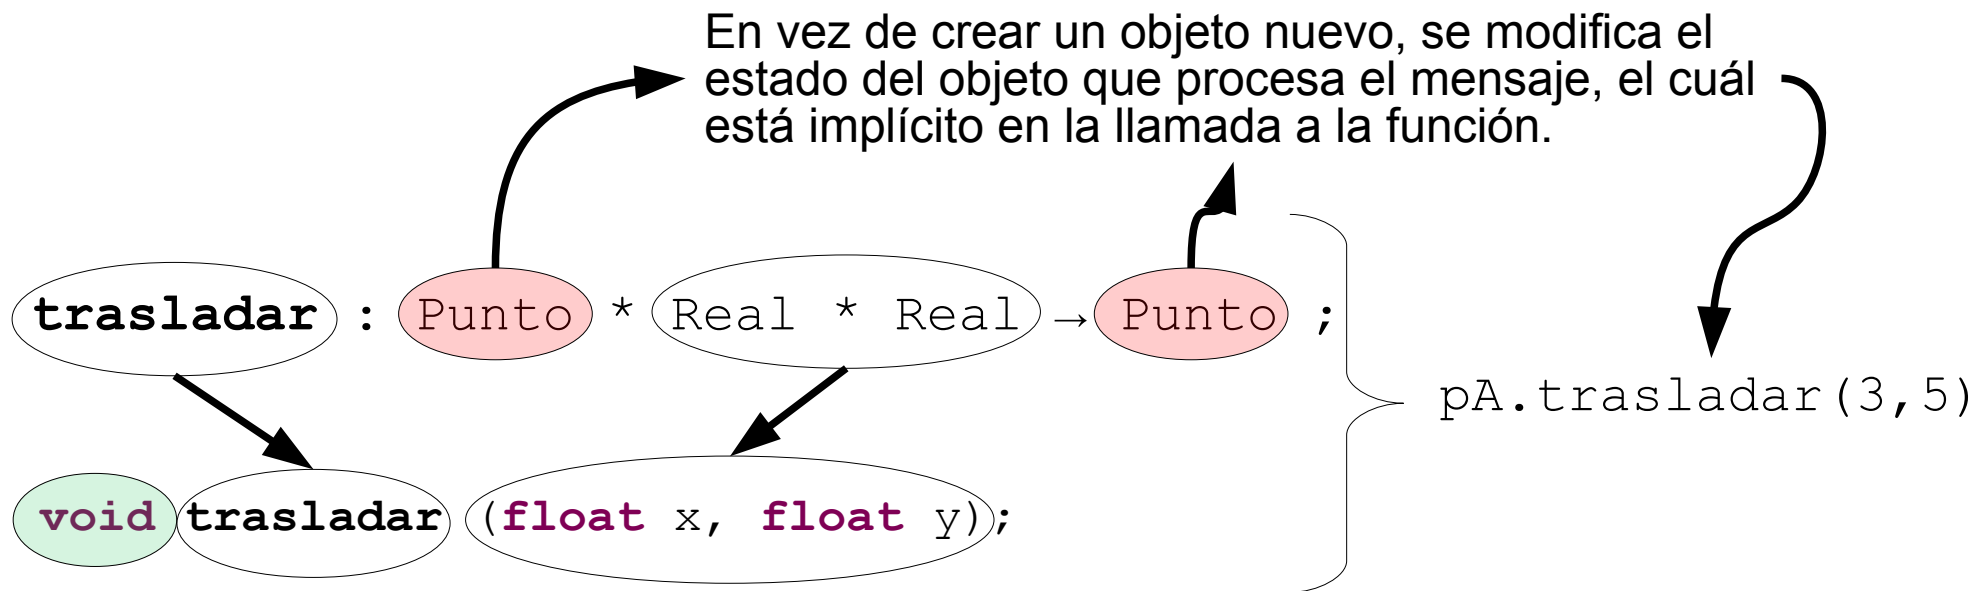 En vez de crear un objeto nuevo, se modifica el
estado del objeto que procesa el mensaje, el cuál
está implícito en la llamada a la función.
trasladar : Punto * Real * Real → Punto ;
pA.trasladar(3,5)
void trasladar (float x, float y);